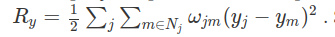 $R_y = \frac{1}{2} \sum_j \sum_{m \in N_j} \omega_{jm} (y_j - y_m)^2$ .